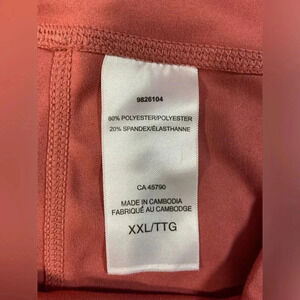 9826104
80% POLYESTER/POLYESTER
20% SPANDEX/ÉLASTHANNE
CA 45790
MADE IN CAMBODIA
FABRIQUÉ AU CAMBODGE
XXL/TTG